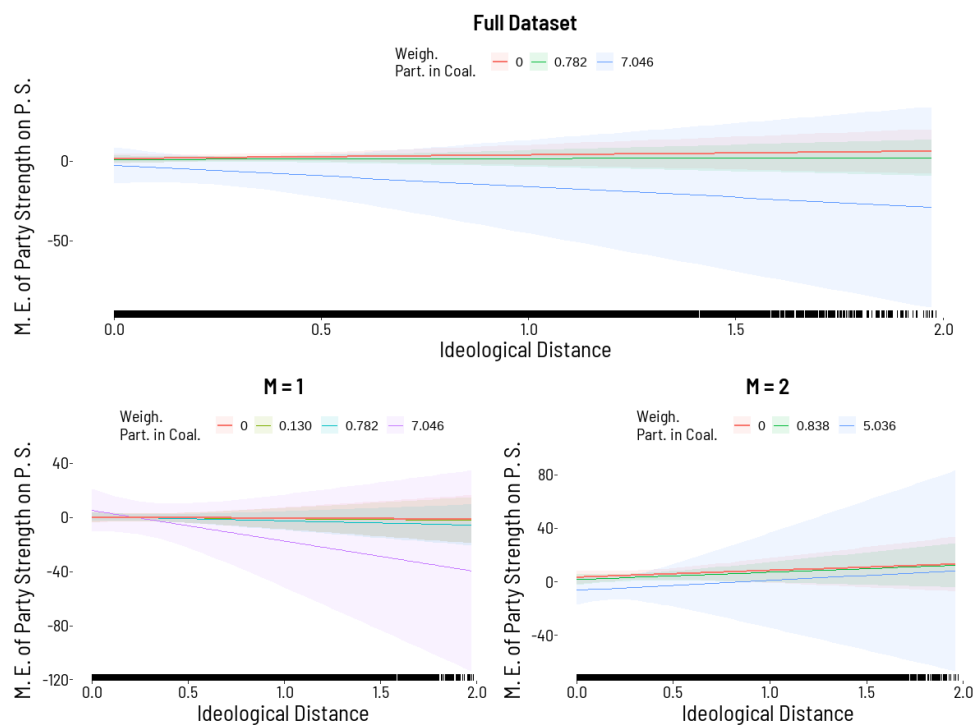 Full Dataset
Weigh.
Part. in Coal.
0
0.782
7.046
M. E. of Party Strength on P. S.
0
-50
0.0
0.5
1.0
1.5
2.0
Ideological Distance
M = 1
Weigh.
Part. in Coal.
0
0.130
0.782
7.046
M. E. of Party Strength on P. S.
40
0
-40
-80
-120
0.0
0.5
1.0
1.5
2.0
Ideological Distance
M = 2
Weigh.
Part. in Coal.
0
0.838
5.036
M. E. of Party Strength on P. S.
80
40
0
-40
0.0
0.5
1.0
1.5
2.0
Ideological Distance